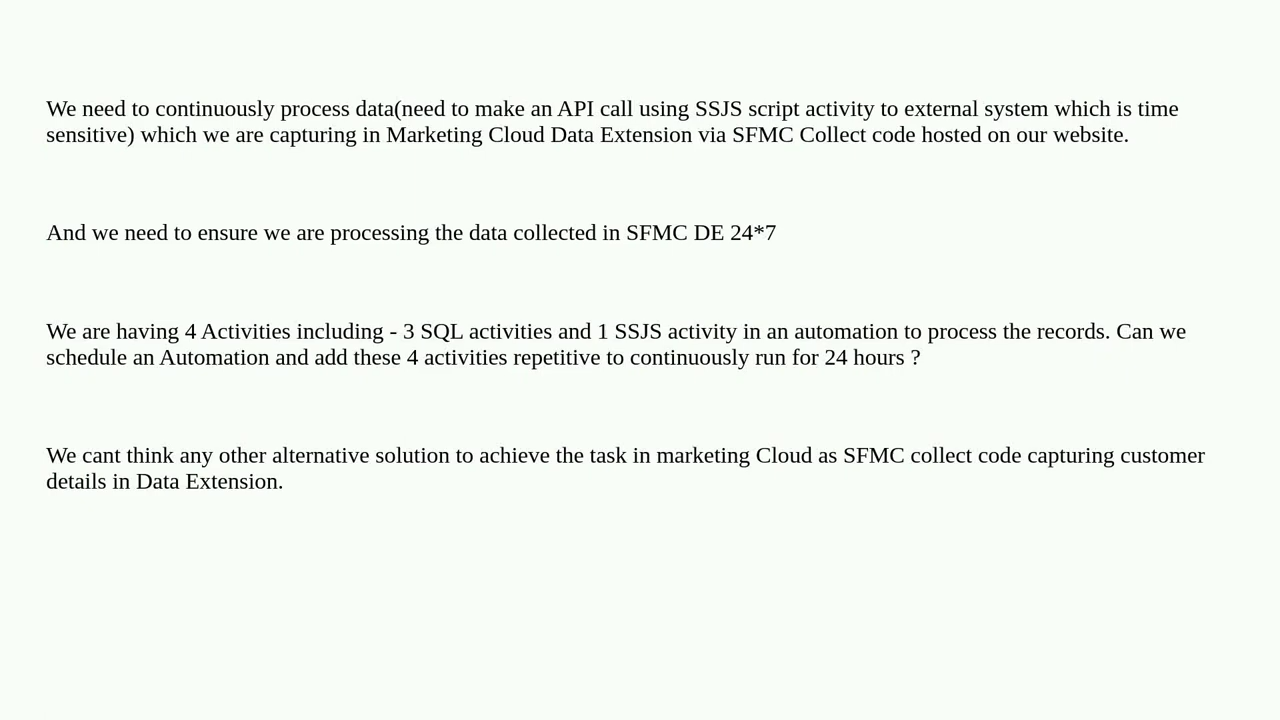 We need to continuously process data(need to make an API call using SSJS script activity to external system which is time
sensitive) which we are capturing in Marketing Cloud Data Extension via SFMC Collect code hosted on our website.
And we need to ensure we are processing the data collected in SFMC DE 24*7
We are having 4 Activities including - 3 SQL activities and 1 SSJS activity in an automation to process the records. Can we
schedule an Automation and add these 4 activities repetitive to continuously run for 24 hours ?
We cant think any other alternative solution to achieve the task in marketing Cloud as SFMC collect code capturing customer
details in Data Extension.